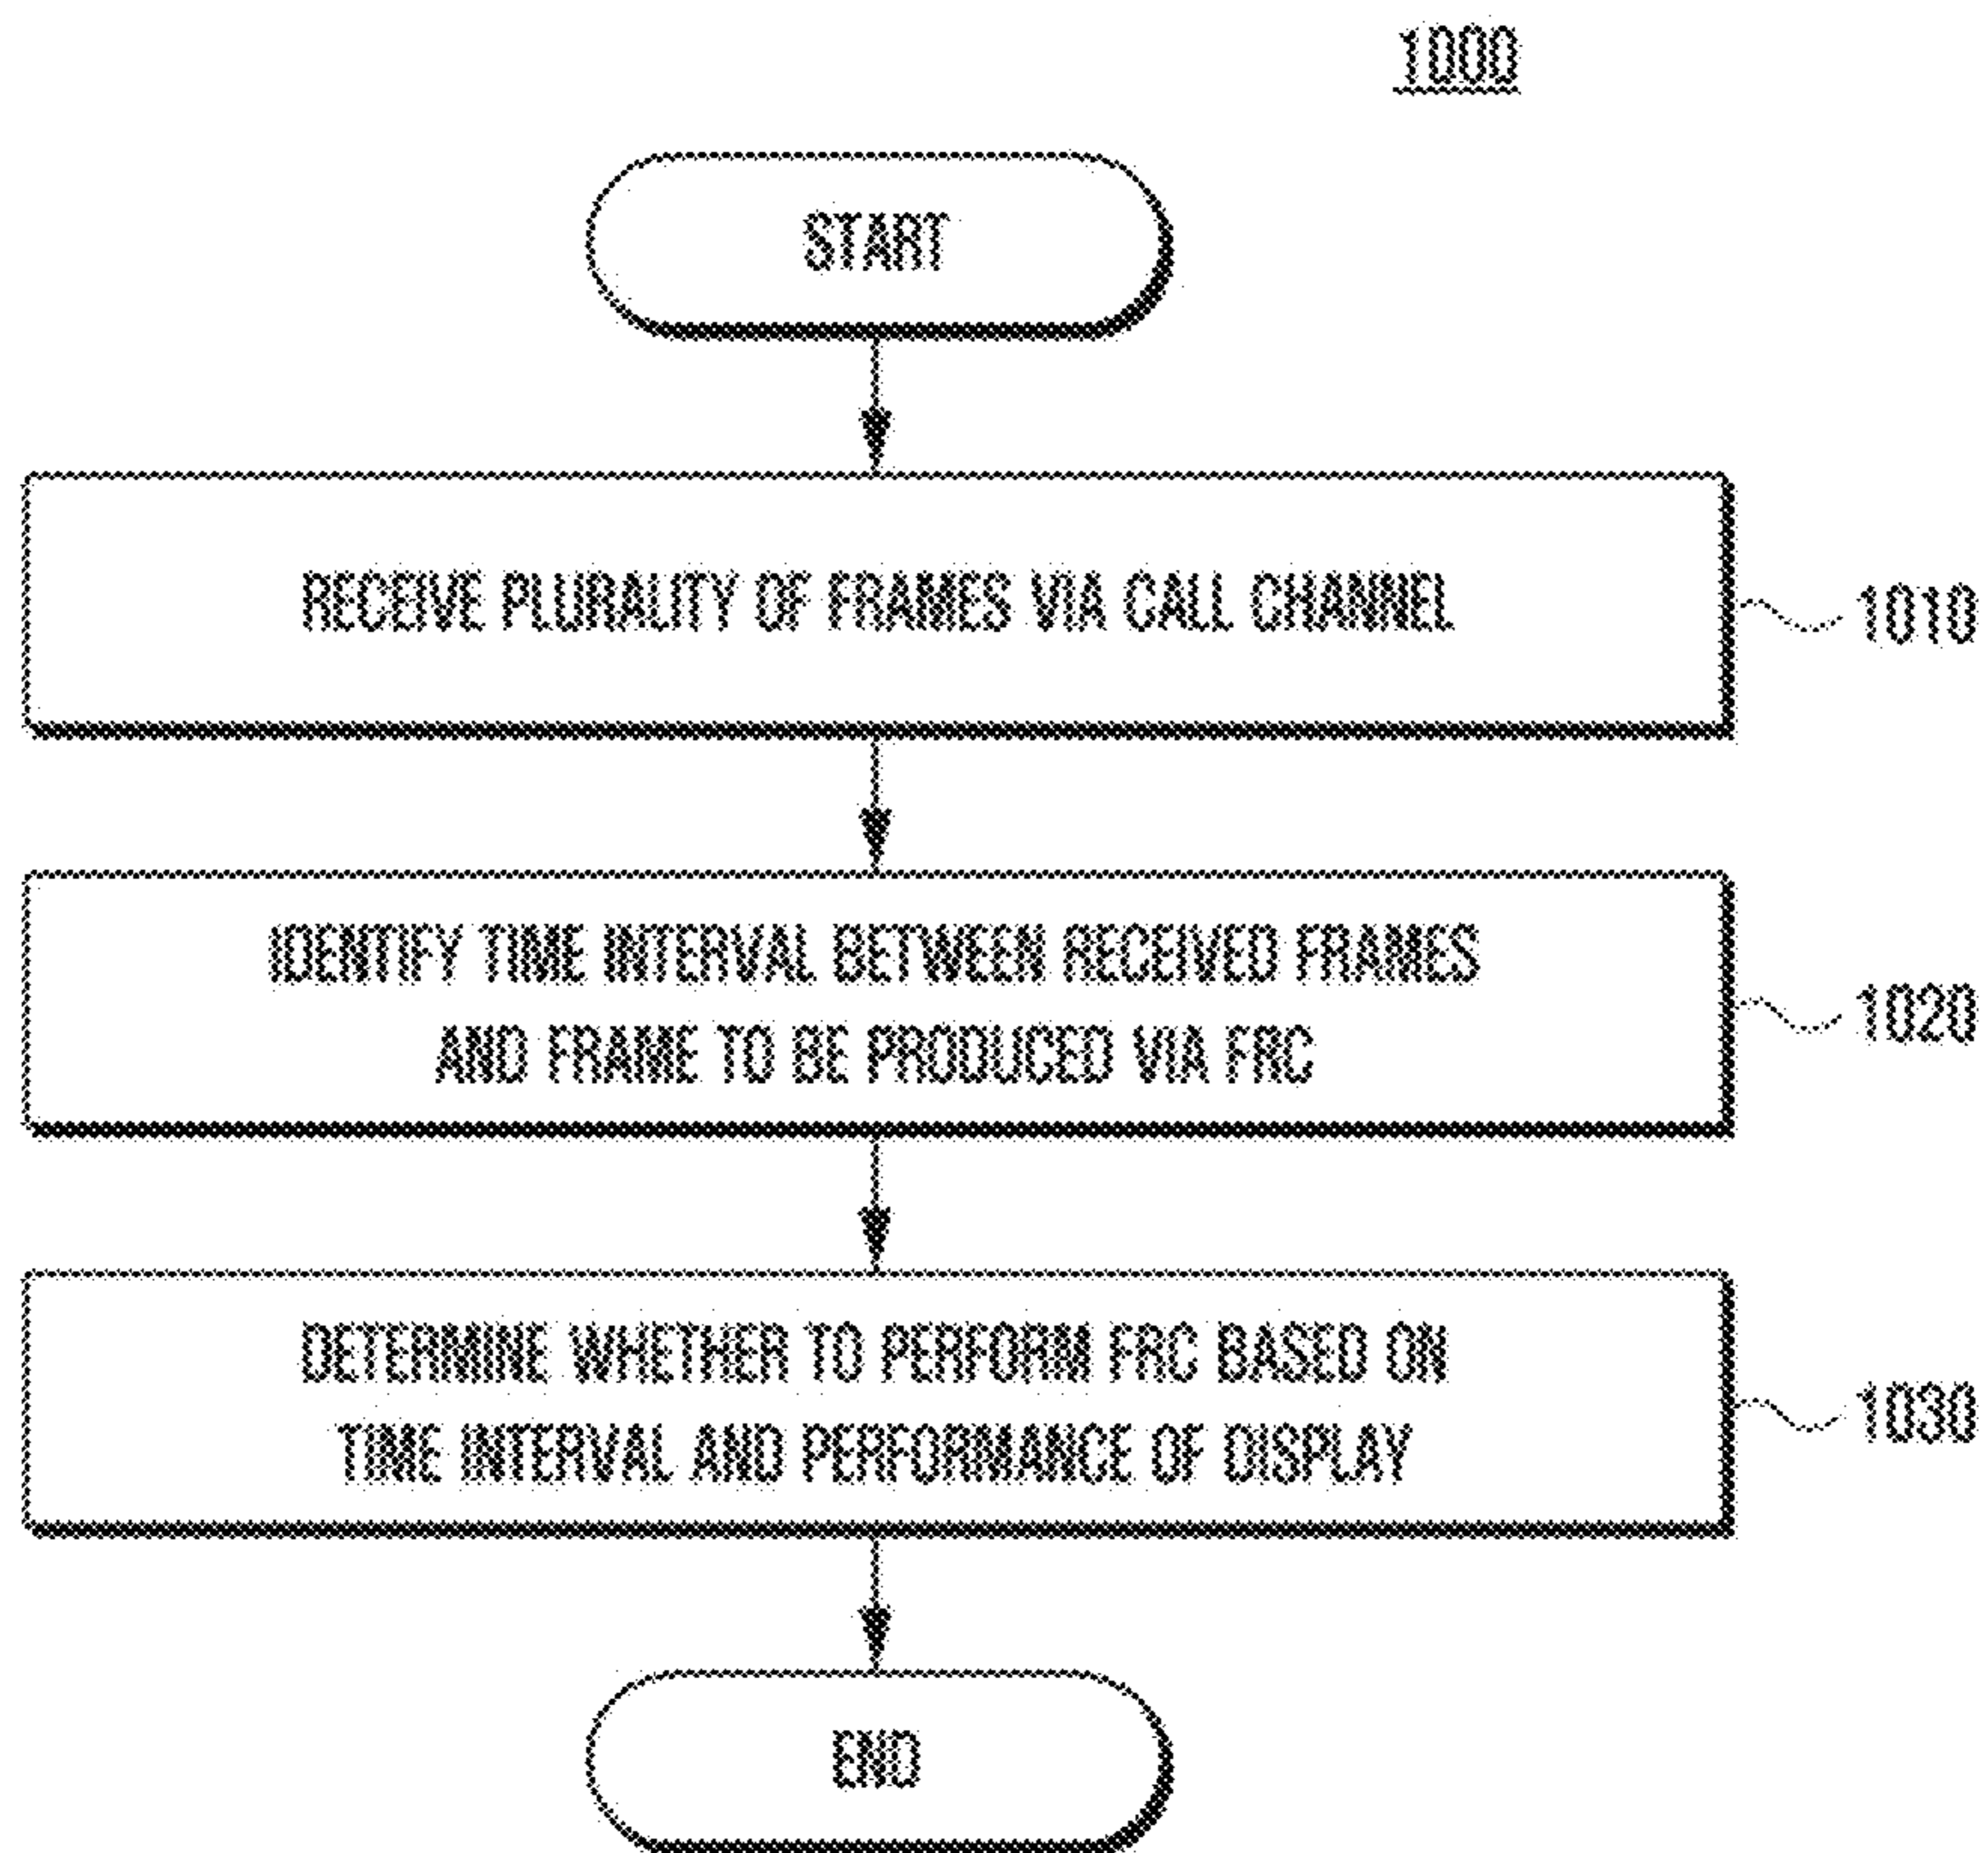 1000
START
RECEIVE PLURALITY OF FRAMES VIA CALL CHANNEL
1010
IDENTIFY TIME INTERVAL BETWEEN RECEIVED FRAMES
AND FRAME TO BE PRODUCED VIA FRC
1020
DETERMINE WHETHER TO PERFORM FRC BASED ON
TIME INTERVAL AND PERFORMANCE OF DISPLAY
1030
END